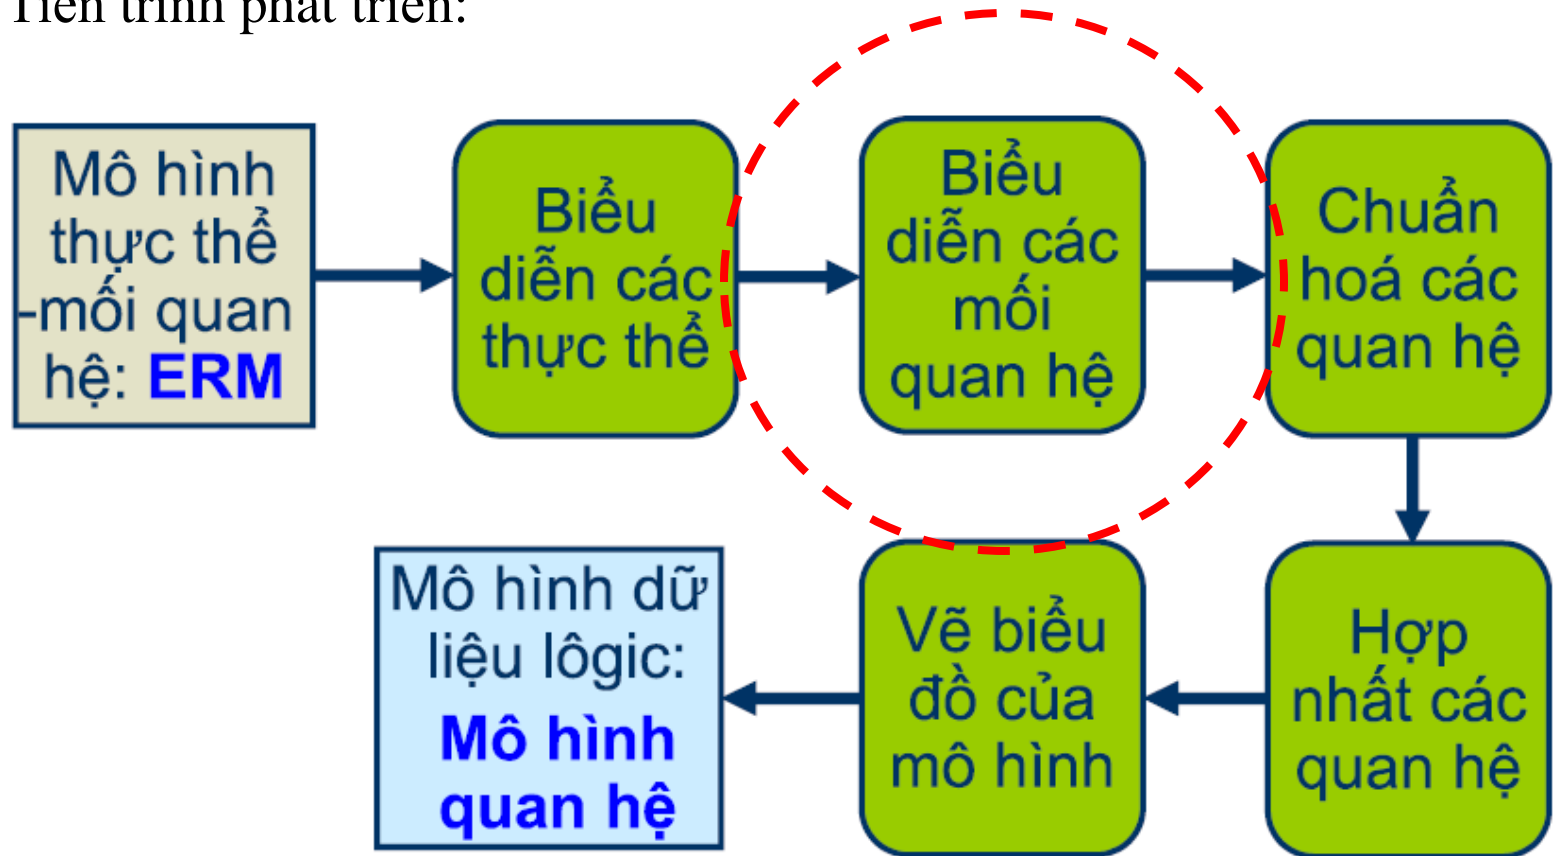 Tiến trình phát triển:
Mô hình
thực thể
-mối quan
hệ: ERM
Biểu
diễn các
thực thể
Biểu
diễn các
mối
quan hệ
Chuẩn
hoá các
quan hệ
Hợp
nhất các
quan hệ
Vẽ biểu
đồ của
mô hình
Mô hình dữ
liệu lôgic:
Mô hình
quan hệ